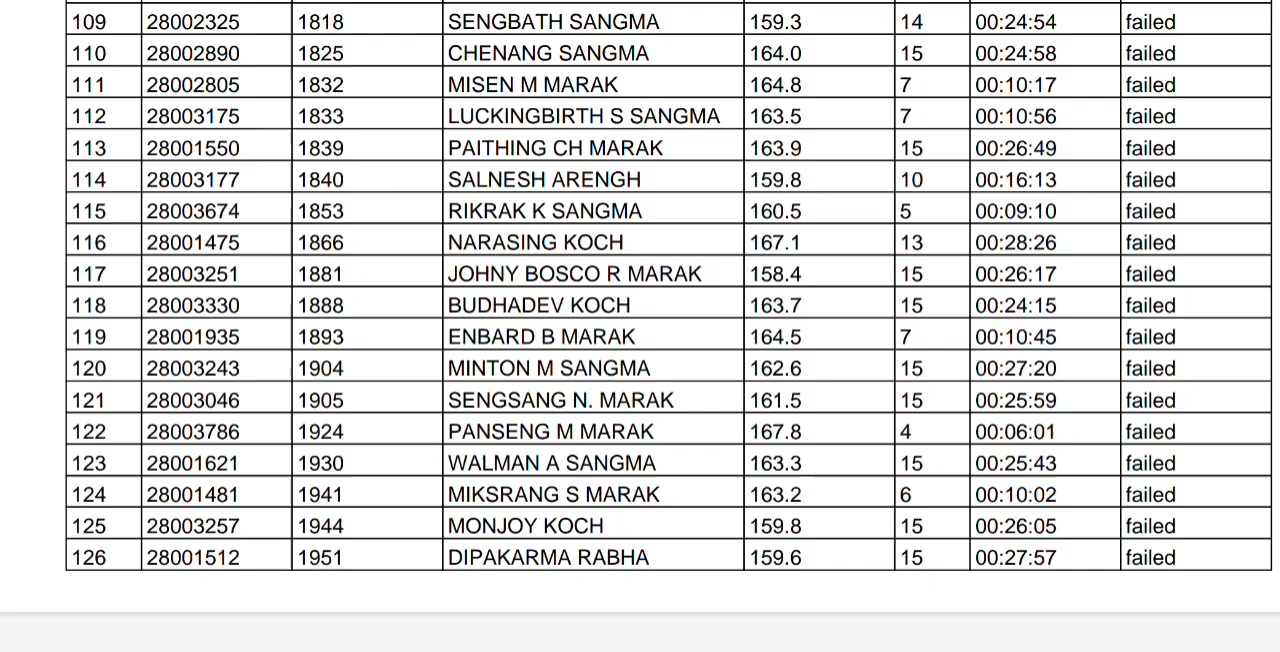 109 28002325 1818 SENGBATH SANGMA 159.3 14 00:24:54 failed
110 28002890 1825 CHENANG SANGMA 164.0 15 00:24:58 failed
111 28002805 1832 MISEN M MARAK 164.8 7 00:10:17 failed
112 28003175 1833 LUCKINGBIRTH S SANGMA 163.5 7 00:10:56 failed
113 28001550 1839 PAITHING CH MARAK 163.9 15 00:26:49 failed
114 28003177 1840 SALNESH ARENGH 159.8 10 00:16:13 failed
115 28003674 1853 RIKRAK K SANGMA 160.5 5 00:09:10 failed
116 28001475 1866 NARASING KOCH 167.1 13 00:28:26 failed
117 28003251 1881 JOHNY BOSCO R MARAK 158.4 15 00:26:17 failed
118 28003330 1888 BUDHADEV KOCH 163.7 15 00:24:15 failed
119 28001935 1893 ENBARD B MARAK 164.5 7 00:10:45 failed
120 28003243 1904 MINTON M SANGMA 162.6 15 00:27:20 failed
121 28003046 1905 SENGSANG N. MARAK 161.5 15 00:25:59 failed
122 28003786 1924 PANSENG M MARAK 167.8 4 00:06:01 failed
123 28001621 1930 WALMAN A SANGMA 163.3 15 00:25:43 failed
124 28001481 1941 MIKSRANG S MARAK 163.2 6 00:10:02 failed
125 28003257 1944 MONJOY KOCH 159.8 15 00:26:05 failed
126 28001512 1951 DIPAKARMA RABHA 159.6 15 00:27:57 failed